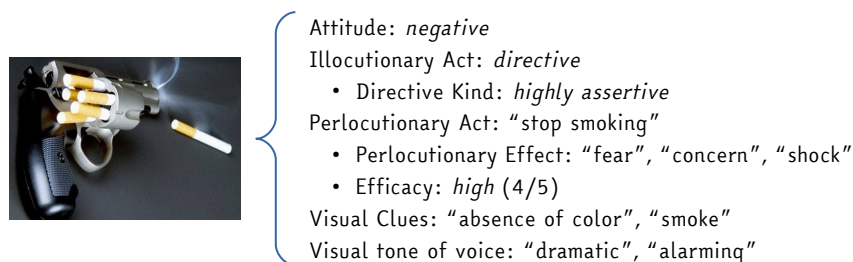 Attitude: negative
Illocutionary Act: directive
• Directive Kind: highly assertive
Perlocutionary Act: “stop smoking”
• Perlocutionary Effect: “fear”, “concern”, “shock”
• Efficacy: high (4/5)
Visual Clues: “absence of color”, “smoke”
Visual tone of voice: “dramatic”, “alarming”